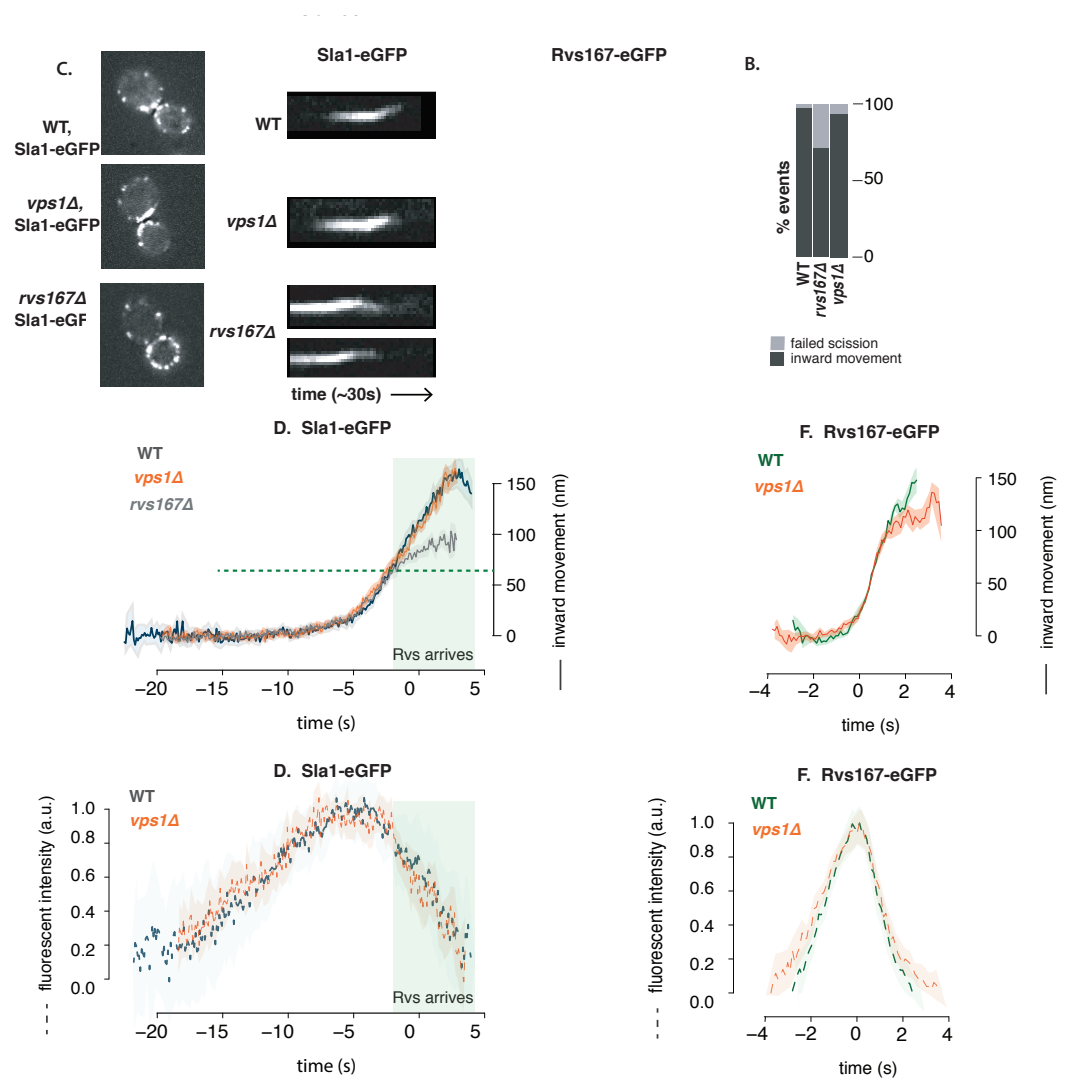 Sla1-eGFP
Rvs167-eGFP
C.
WT,
Sla1-eGFP
vps1Δ,
Sla1-eGFP
rvs167Δ
Sla1-eGF
WT
vps1Δ
rvs167Δ
time (~30s)
B.
% events
100
50
0
WT
rvs167Δ
vps1Δ
failed scission
inward movement
D. Sla1-eGFP
WT
vps1Δ
rvs167Δ
150
100
50
0
inward movement (nm)
Rvs arrives
−20 −15 −10 −5 0 5
time (s)
F. Rvs167-eGFP
WT
vps1Δ
150
100
50
0
inward movement (nm)
−4 −2 0 2 4
time (s)
D. Sla1-eGFP
WT
vps1Δ
fluorescent intensity (a.u.)
1.0
0.8
0.6
0.4
0.2
0.0
Rvs arrives
−20 −15 −10 −5 0 5
time (s)
F. Rvs167-eGFP
WT
vps1Δ
fluorescent intensity (a.u.)
1.0
0.8
0.6
0.4
0.2
0.0
−4 −2 0 2 4
time (s)